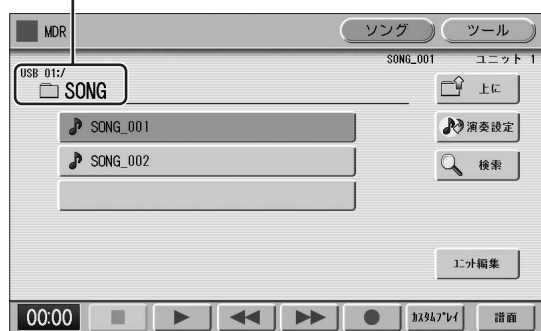 MDR ソング ツール
SONG_001 ユニット 1
USB 01:/
SONG
上に
SONG_001
演奏設定
SONG_002
検索
ﾕﾆｯﾄ編集
00:00 ｶｽﾀﾑﾌﾟﾚｲ 譜面